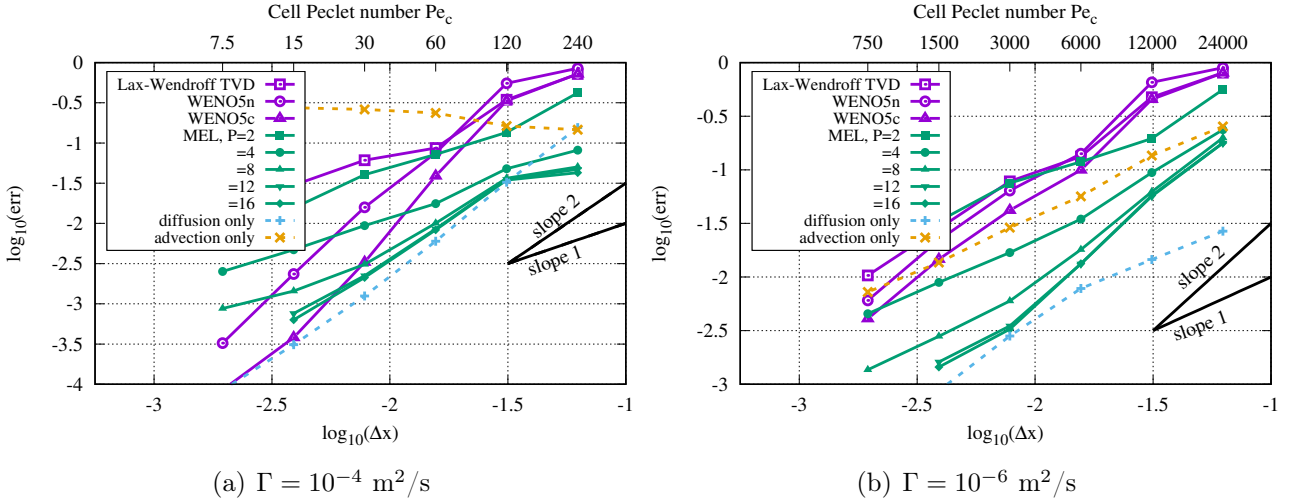 Cell Peclet number Pe_c
7.5 15 30 60 120 240
Lax-Wendroff TVD
WENO5n
WENO5c
MEL, P=2
=4
=8
=12
=16
diffusion only
advection only
0
-0.5
-1
-1.5
-2
-2.5
-3
-3.5
-4
log10(err)
slope 2
slope 1
-3 -2.5 -2 -1.5 -1
log10(Δx)
(a) Γ = 10⁻⁴ m²/s
Cell Peclet number Pe_c
750 1500 3000 6000 12000 24000
Lax-Wendroff TVD
WENO5n
WENO5c
MEL, P=2
=4
=8
=12
=16
diffusion only
advection only
0
-0.5
-1
-1.5
-2
-2.5
-3
log10(err)
slope 2
slope 1
-3 -2.5 -2 -1.5 -1
log10(Δx)
(b) Γ = 10⁻⁶ m²/s